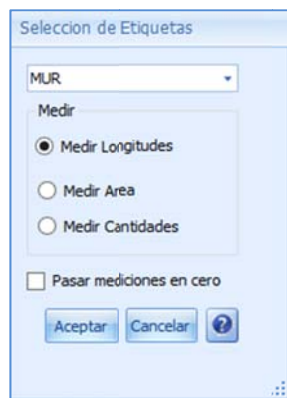 Seleccion de Etiquetas
MUR
Medir
Medir Longitudes
Medir Area
Medir Cantidades
Pasar mediciones en cero
Aceptar Cancelar ?